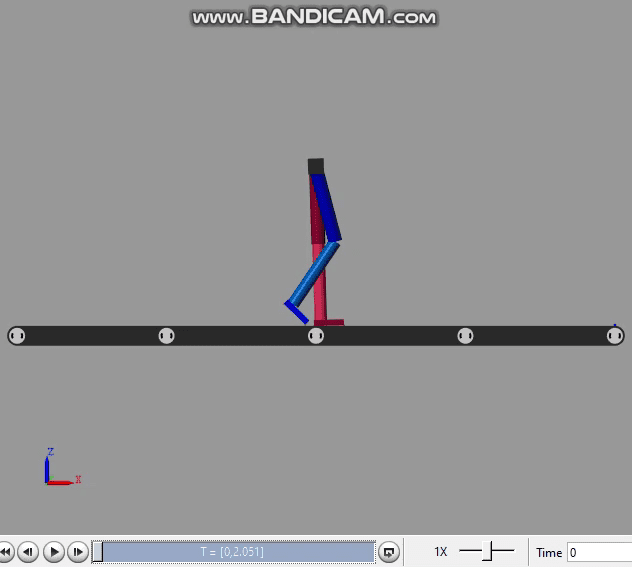 www.BANDICAM.com
Z
X
T = [0,2.051]
1X
Time 0